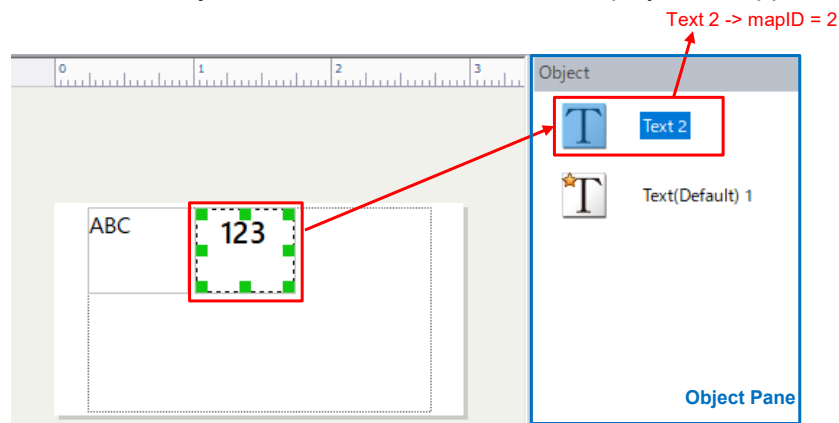 Text 2 -> mapID = 2
0 1 2 3
Object
T Text 2
T Text(Default) 1
ABC
123
Object Pane